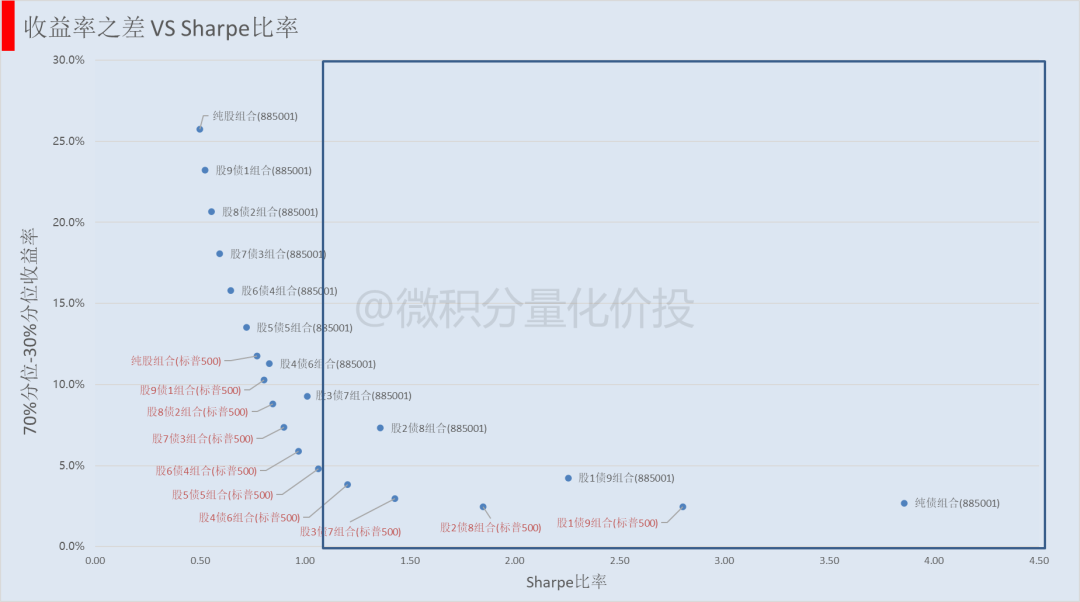 收益率之差 VS Sharpe比率
30.0%
25.0%
20.0%
15.0%
10.0%
5.0%
0.0%
70%分位-30%分位收益率
纯股组合(885001)
股9债1组合(885001)
股8债2组合(885001)
股7债3组合(885001)
股6债4组合(885001)
股5债5组合(885001)
纯股组合(标普500)
股4债6组合(885001)
股9债1组合(标普500)
股3债7组合(885001)
股8债2组合(标普500)
股2债8组合(885001)
股7债3组合(标普500)
股6债4组合(标普500)
股1债9组合(885001)
股5债5组合(标普500)
纯债组合(885001)
股4债6组合(标普500)
股3债7组合(标普500)
股2债8组合(标普500)
股1债9组合(标普500)
@微积分量化价投
0.00 0.50 1.00 1.50 2.00 2.50 3.00 3.50 4.00 4.50
Sharpe比率